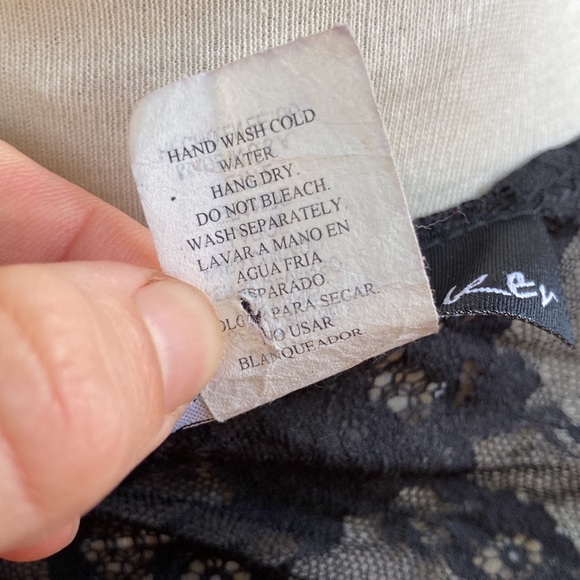 HAND WASH COLD
WATER.
HANG DRY.
DO NOT BLEACH.
WASH SEPARATELY.
LAVAR A MANO EN
AGUA FRIA
PARA SECAR.
USAR
BLANQUEADOR.